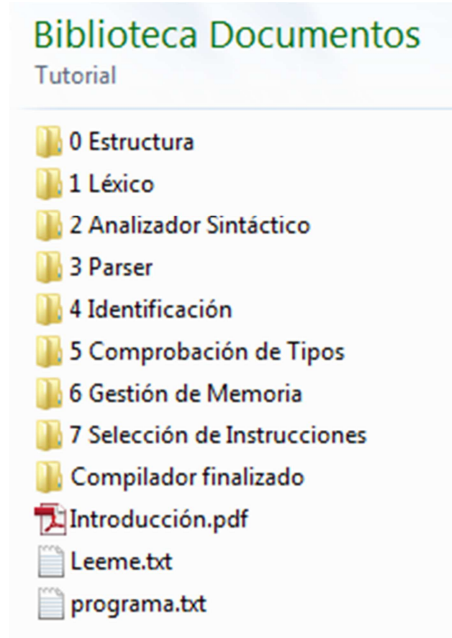 Biblioteca Documentos
Tutorial
0 Estructura
1 Léxico
2 Analizador Sintáctico
3 Parser
4 Identificación
5 Comprobación de Tipos
6 Gestión de Memoria
7 Selección de Instrucciones
Compilador finalizado
Introducción.pdf
Leeme.txt
programa.txt